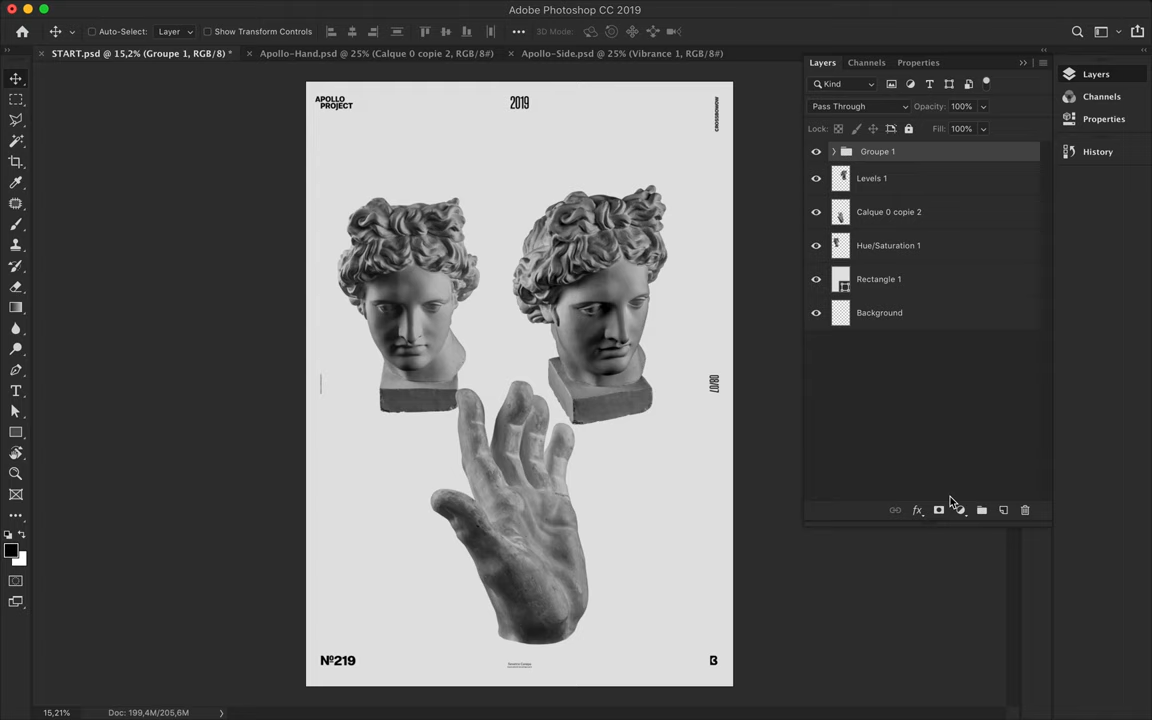 Adobe Photoshop CC 2019
Auto-Select: Layer Show Transform Controls 3D Mode:
START.psd @ 15,2% (Groupe 1, RGB/8) * Apollo-Hand.psd @ 25% (Calque 0 copie 2, RGB/8#) Apollo-Side.psd @ 25% (Vibrance 1, RGB/8#)
APOLLO
PROJECT
2019
08/07
Nº219
Layers Channels Properties
Kind
Pass Through Opacity: 100%
Lock: Fill: 100%
Groupe 1
Levels 1
Calque 0 copie 2
Hue/Saturation 1
Rectangle 1
Background
fx
Layers
Channels
Properties
History
15,21% Doc: 199,4M/205,6M